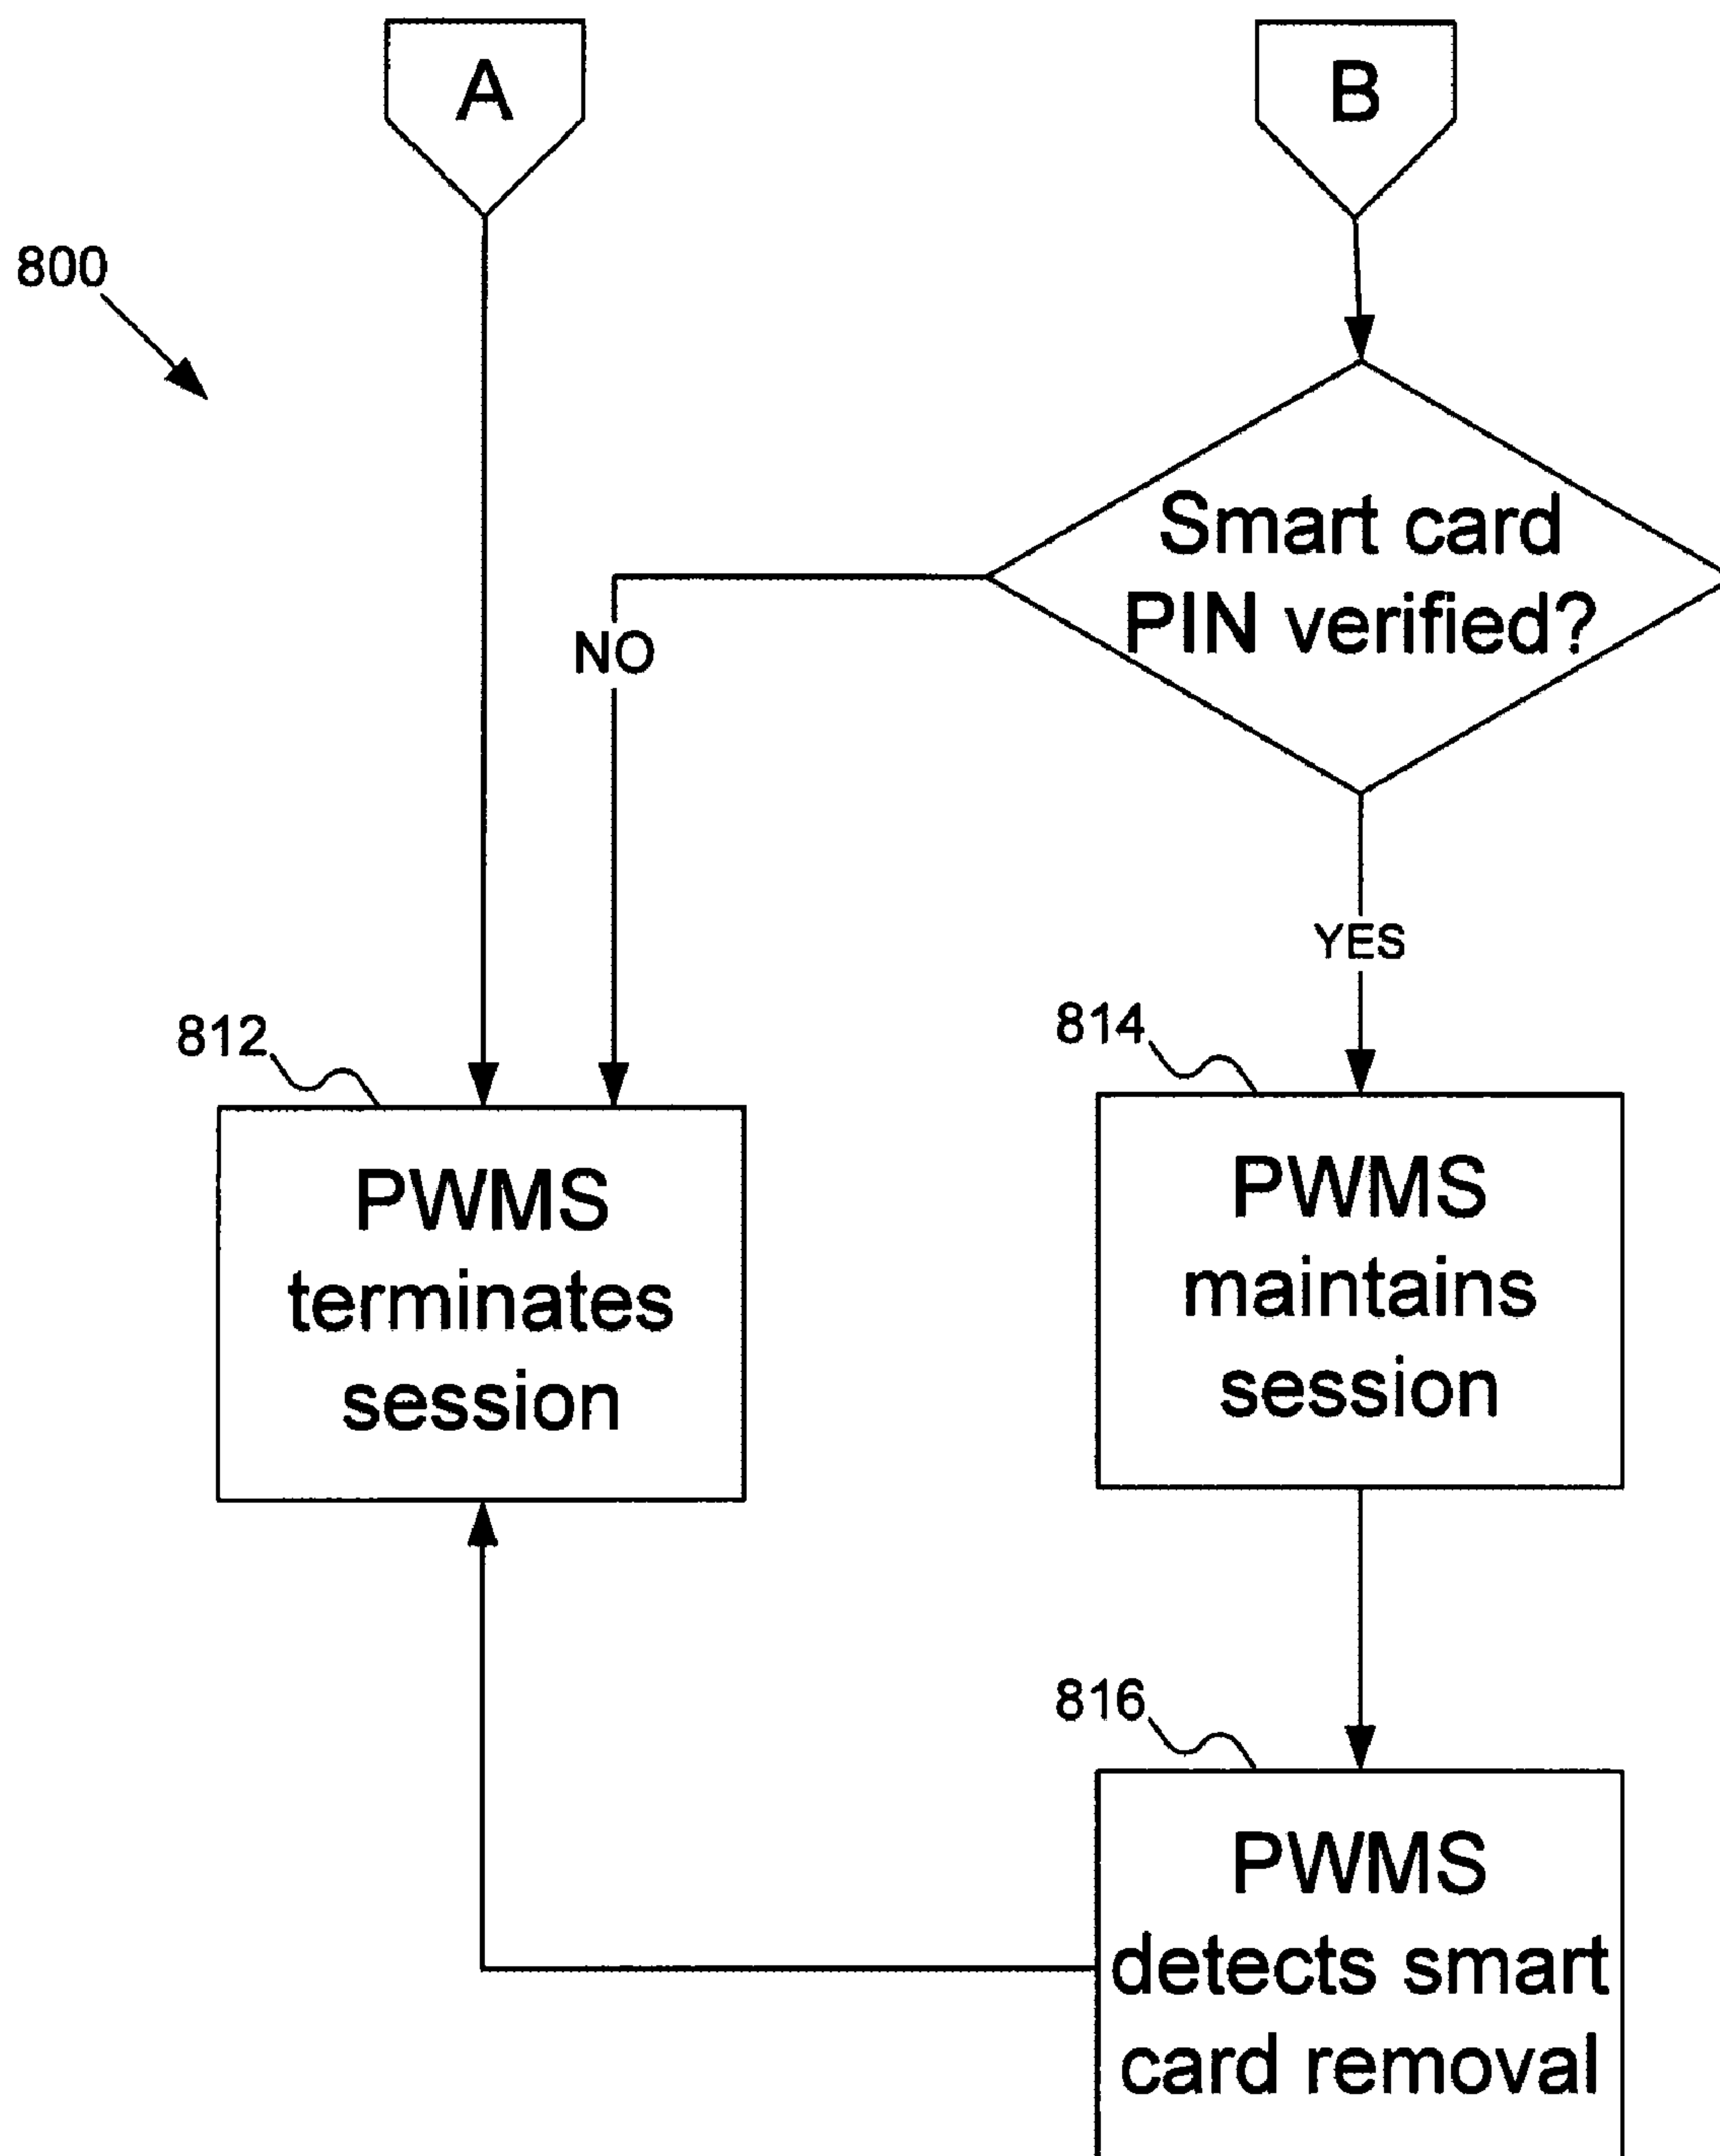 A
B
800
Smart card
PIN verified?
NO
YES
812
814
PWMS
terminates
session
PWMS
maintains
session
816
PWMS
detects smart
card removal